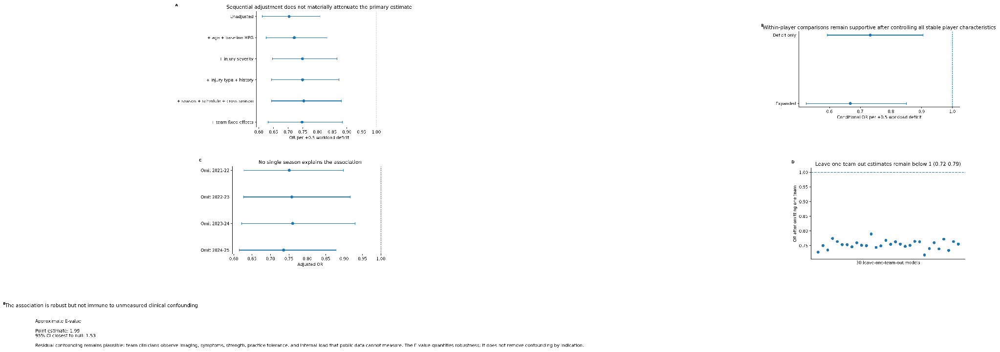 A
Sequential adjustment does not materially attenuate the primary estimate
Unadjusted
+ age + baseline MPG
+ injury severity
+ injury type + history
+ season + schedule + cross season
+ team fixed effects
0.60 0.65 0.70 0.75 0.80 0.85 0.90 0.95 1.00
OR per +0.5 workload deficit
B
Within-player comparisons remain supportive after controlling all stable player characteristics
Deficit only
Expanded
0.6 0.7 0.8 0.9 1.0
Conditional OR per +0.5 workload deficit
C
No single season explains the association
Omit 2021-22
Omit 2022-23
Omit 2023-24
Omit 2024-25
0.60 0.65 0.70 0.75 0.80 0.85 0.90 0.95 1.00
Adjusted OR
D
Leave-one-team-out estimates remain below 1 (0.72-0.79)
1.00
0.95
0.90
0.85
0.80
0.75
OR after omitting one team
30 leave-one-team-out models
E
The association is robust but not immune to unmeasured clinical confounding
Approximate E-value
Point estimate: 1.99
95% CI closest to null: 1.53
Residual confounding remains plausible: team clinicians observe imaging, symptoms, strength, practice tolerance, and internal load that public data cannot measure. The E-value quantifies robustness; it does not remove confounding by indication.